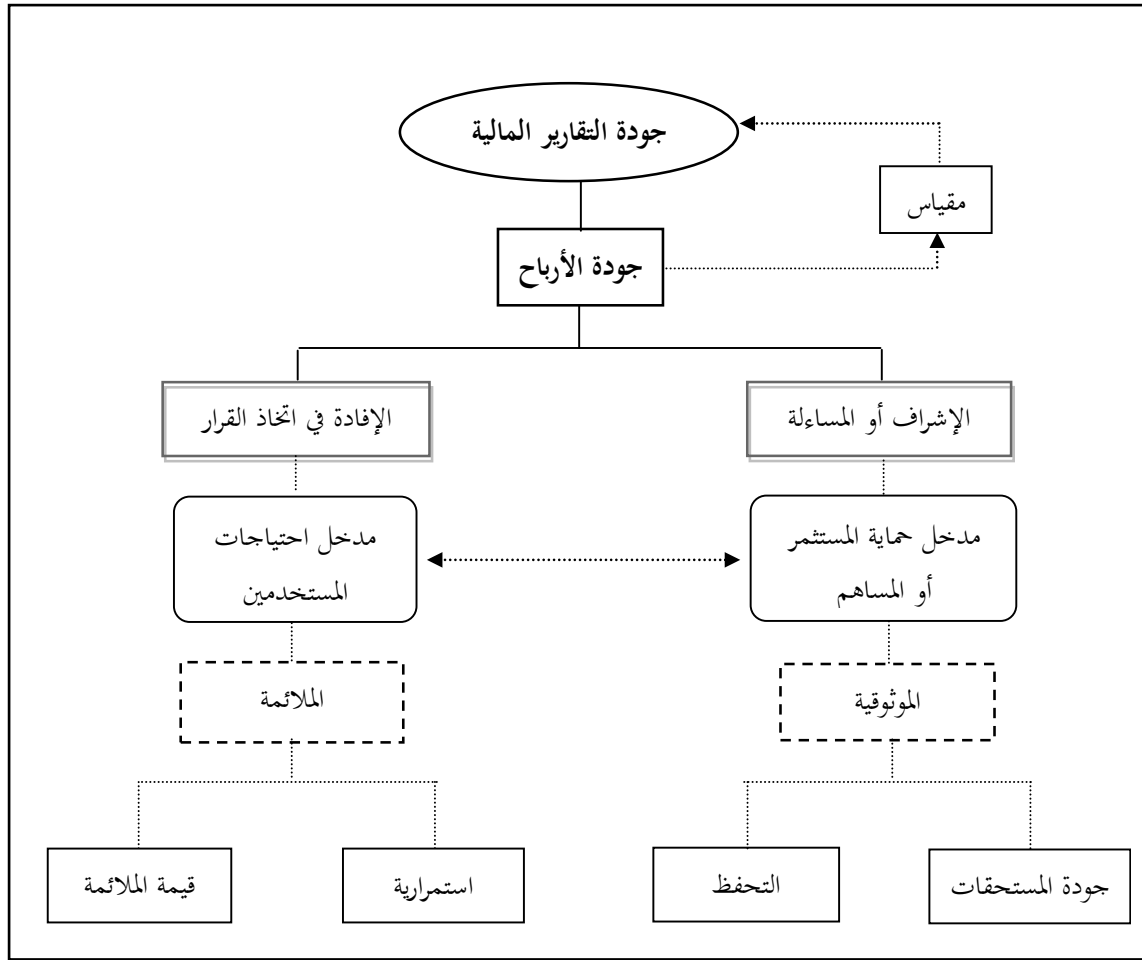 جودة التقارير المالية
مقياس
جودة الأرباح
الإشراف أو المساءلة
الإفادة في اتخاذ القرار
مدخل حماية المستثمر
أو المساهم
مدخل احتياجات
المستخدمين
الموثوقية
الملائمة
جودة المستحقات
التحفظ
استمرارية
قيمة الملائمة